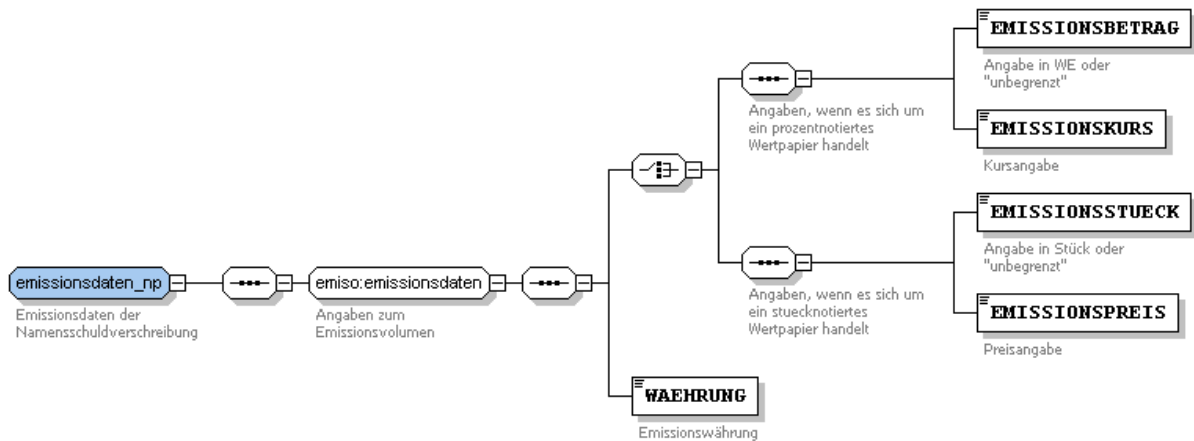 EMISSIONSBETRAG
Angabe in WE oder
"unbegrenzt"
Angaben, wenn es sich um
ein prozentnotiertes
Wertpapier handelt
EMISSIONSKURS
Kursangabe
EMISSIONSSTUECK
Angabe in Stück oder
"unbegrenzt"
emissionsdaten_np
Emissionsdaten der
Namensschuldverschreibung
emiso:emissionsdaten
Angaben zum
Emissionsvolumen
Angaben, wenn es sich um
ein stuecknotiertes
Wertpapier handelt
EMISSIONSPREIS
Preisangabe
WAEHRUNG
Emissionswährung